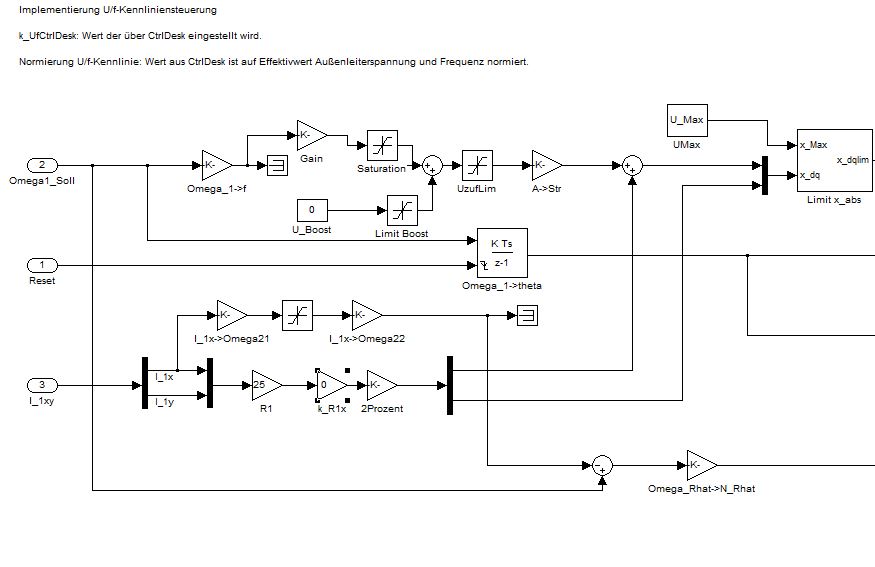 Implementierung U/f-Kennliniensteuerung
k_UfCtrlDesk: Wert der über CtrlDesk eingestellt wird.
Normierung U/f-Kennlinie: Wert aus CtrlDesk ist auf Effektivwert Außenleiterspannung und Frequenz normiert.
U_Max
UMax
x_Max
x_dqlim
x_dq
Limit x_abs
K-
Gain
Saturation
2
Omega1_Soll
K-
Omega_1->f
+
+
UzufLim
K-
A->Str
+
+
0
U_Boost
Limit Boost
K Ts
z-1
Omega_1->theta
1
Reset
K-
I_1x->Omega21
K-
I_1x->Omega22
3
I_1xy
I_1x
I_1y
25
R1
0
k_R1x
K-
2Prozent
-
+
K-
Omega_Rhat->N_Rhat